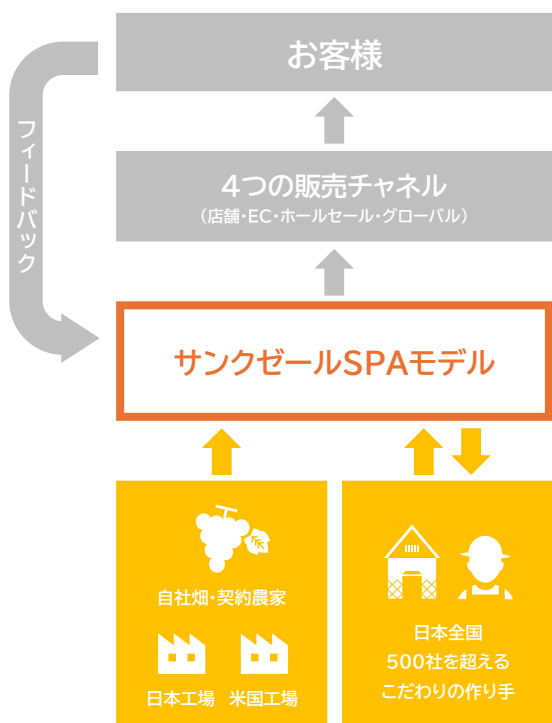 お客様
フィードバック
4つの販売チャネル
(店舗・EC・ホールセール・グローバル)
サンクゼールSPAモデル
自社畑・契約農家
日本工場 米国工場
日本全国
500社を超える
こだわりの作り手